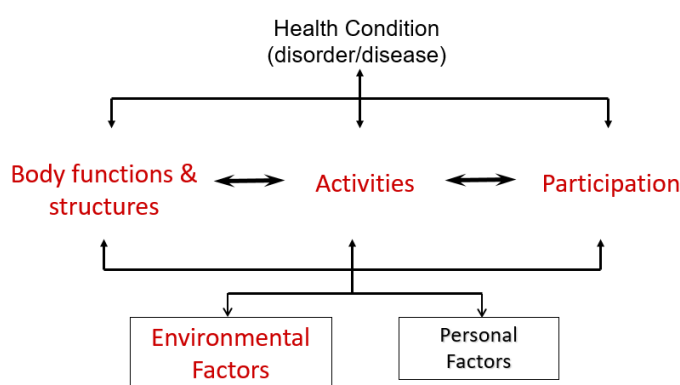 Health Condition
(disorder/disease)
Body functions &
structures
Activities
Participation
Environmental
Factors
Personal
Factors